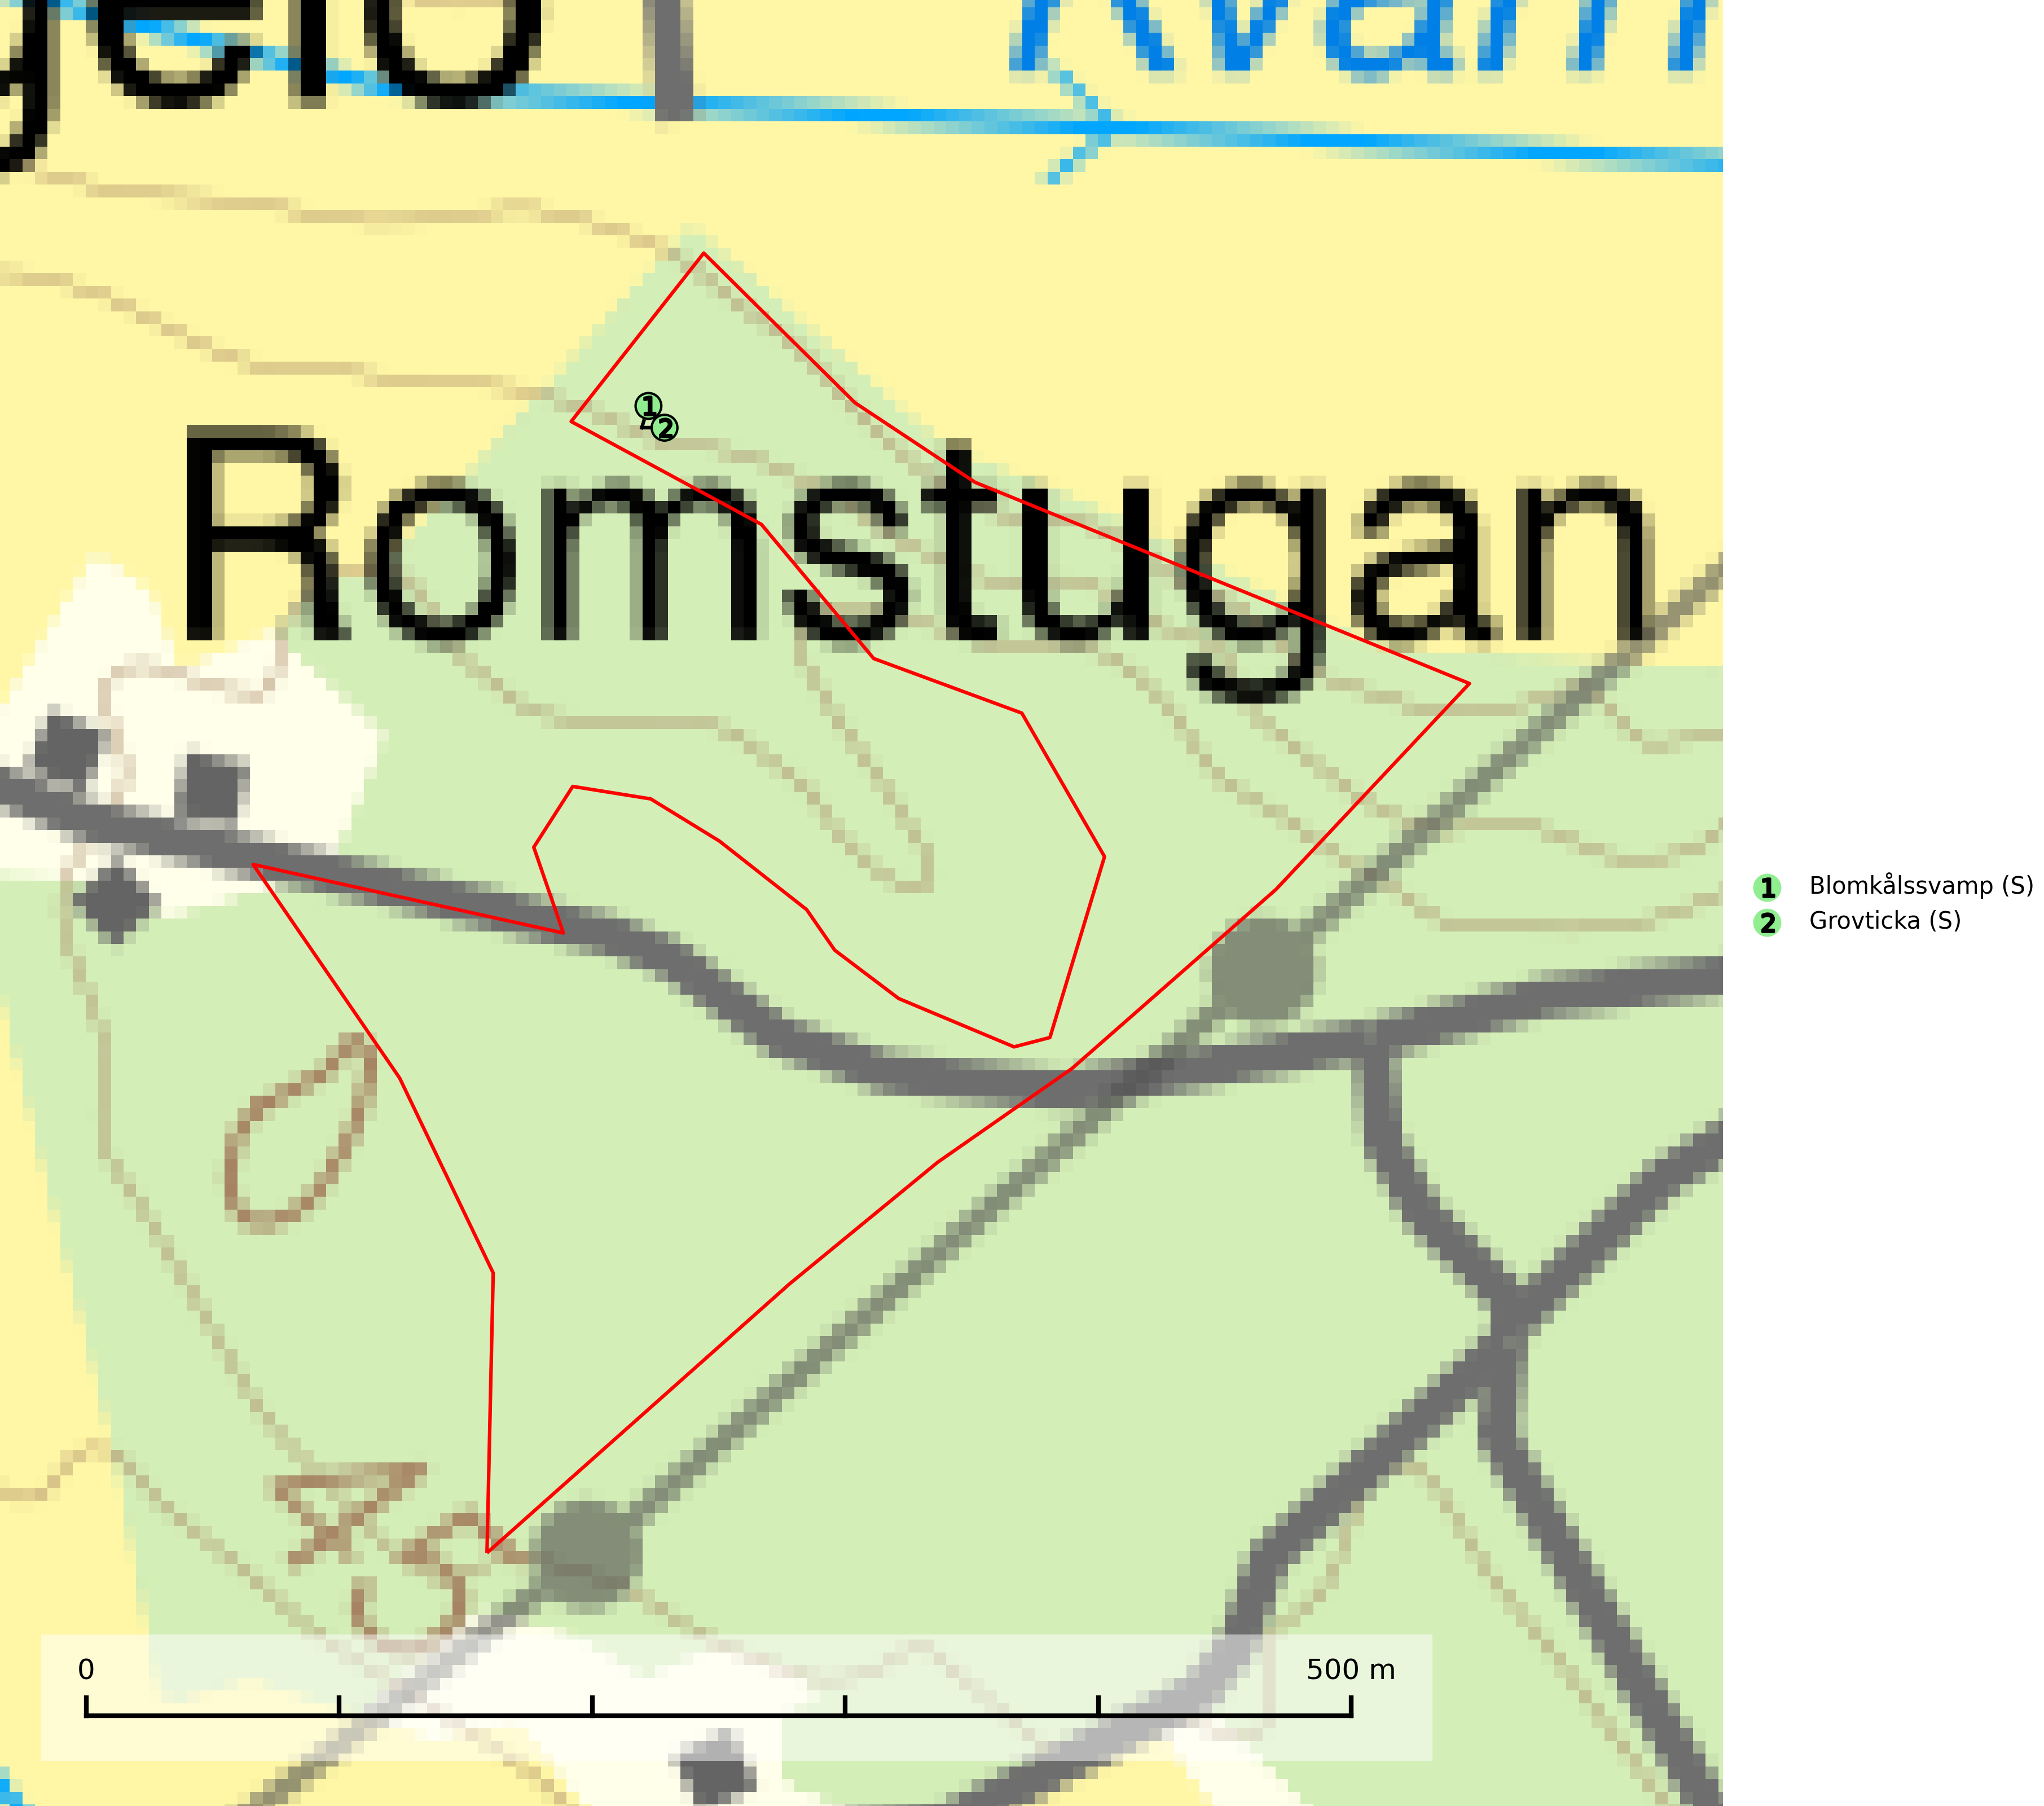 Romstugan
1
2
1 Blomkålssvamp (S)
2 Grovticka (S)
0 500 m